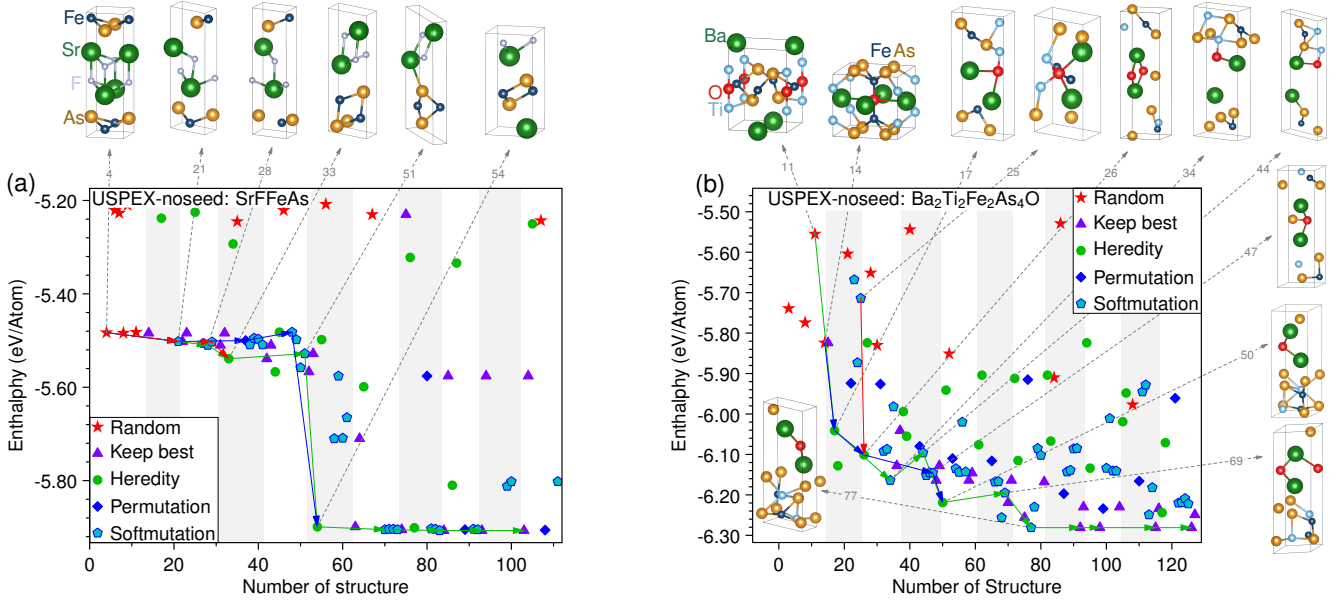 Fe
Sr
F
As
Ba
Fe As
O
Ti
4
21
28
33
51
54
11
14
17
25
26
34
44
47
50
69
77
(a)
USPEX-noseed: SrFFeAs
-5.20
-5.40
-5.60
-5.80
Enthalphy (eV/Atom)
Random
Keep best
Heredity
Permutation
Softmutation
0
20
40
60
80
100
Number of structure
(b)
USPEX-noseed: Ba₂Ti₂Fe₂As₄O
-5.50
-5.60
-5.70
-5.80
-5.90
-6.00
-6.10
-6.20
-6.30
Enthalpy (eV/Atom)
Random
Keep best
Heredity
Permutation
Softmutation
0
20
40
60
80
100
120
Number of Structure